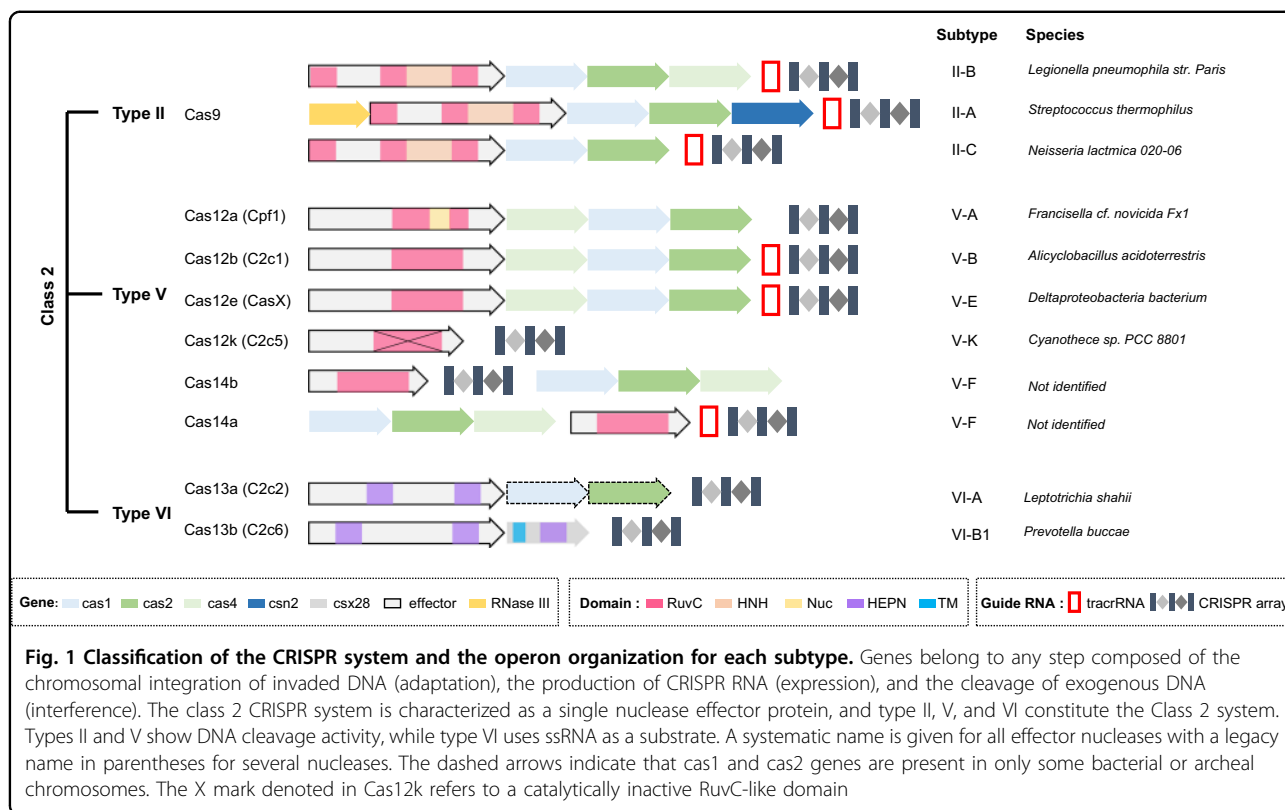 Subtype Species
II-B Legionella pneumophila str. Paris
Type II Cas9 II-A Streptococcus thermophilus
II-C Neisseria lactmica 020-06
Class 2
Cas12a (Cpf1) V-A Francisella cf. novicida Fx1
Cas12b (C2c1) V-B Alicyclobacillus acidoterrestris
Type V Cas12e (CasX) V-E Deltaproteobacteria bacterium
Cas12k (C2c5) V-K Cyanothece sp. PCC 8801
Cas14b V-F Not identified
Cas14a V-F Not identified
Cas13a (C2c2) VI-A Leptotrichia shahii
Type VI
Cas13b (C2c6) VI-B1 Prevotella buccae
Gene: cas1 cas2 cas4 csn2 csx28 effector RNase III Domain : RuvC HNH Nuc HEPN TM Guide RNA : tracrRNA CRISPR array
Fig. 1 Classification of the CRISPR system and the operon organization for each subtype. Genes belong to any step composed of the
chromosomal integration of invaded DNA (adaptation), the production of CRISPR RNA (expression), and the cleavage of exogenous DNA
(interference). The class 2 CRISPR system is characterized as a single nuclease effector protein, and type II, V, and VI constitute the Class 2 system.
Types II and V show DNA cleavage activity, while type VI uses ssRNA as a substrate. A systematic name is given for all effector nucleases with a legacy
name in parentheses for several nucleases. The dashed arrows indicate that cas1 and cas2 genes are present in only some bacterial or archeal
chromosomes. The X mark denoted in Cas12k refers to a catalytically inactive RuvC-like domain